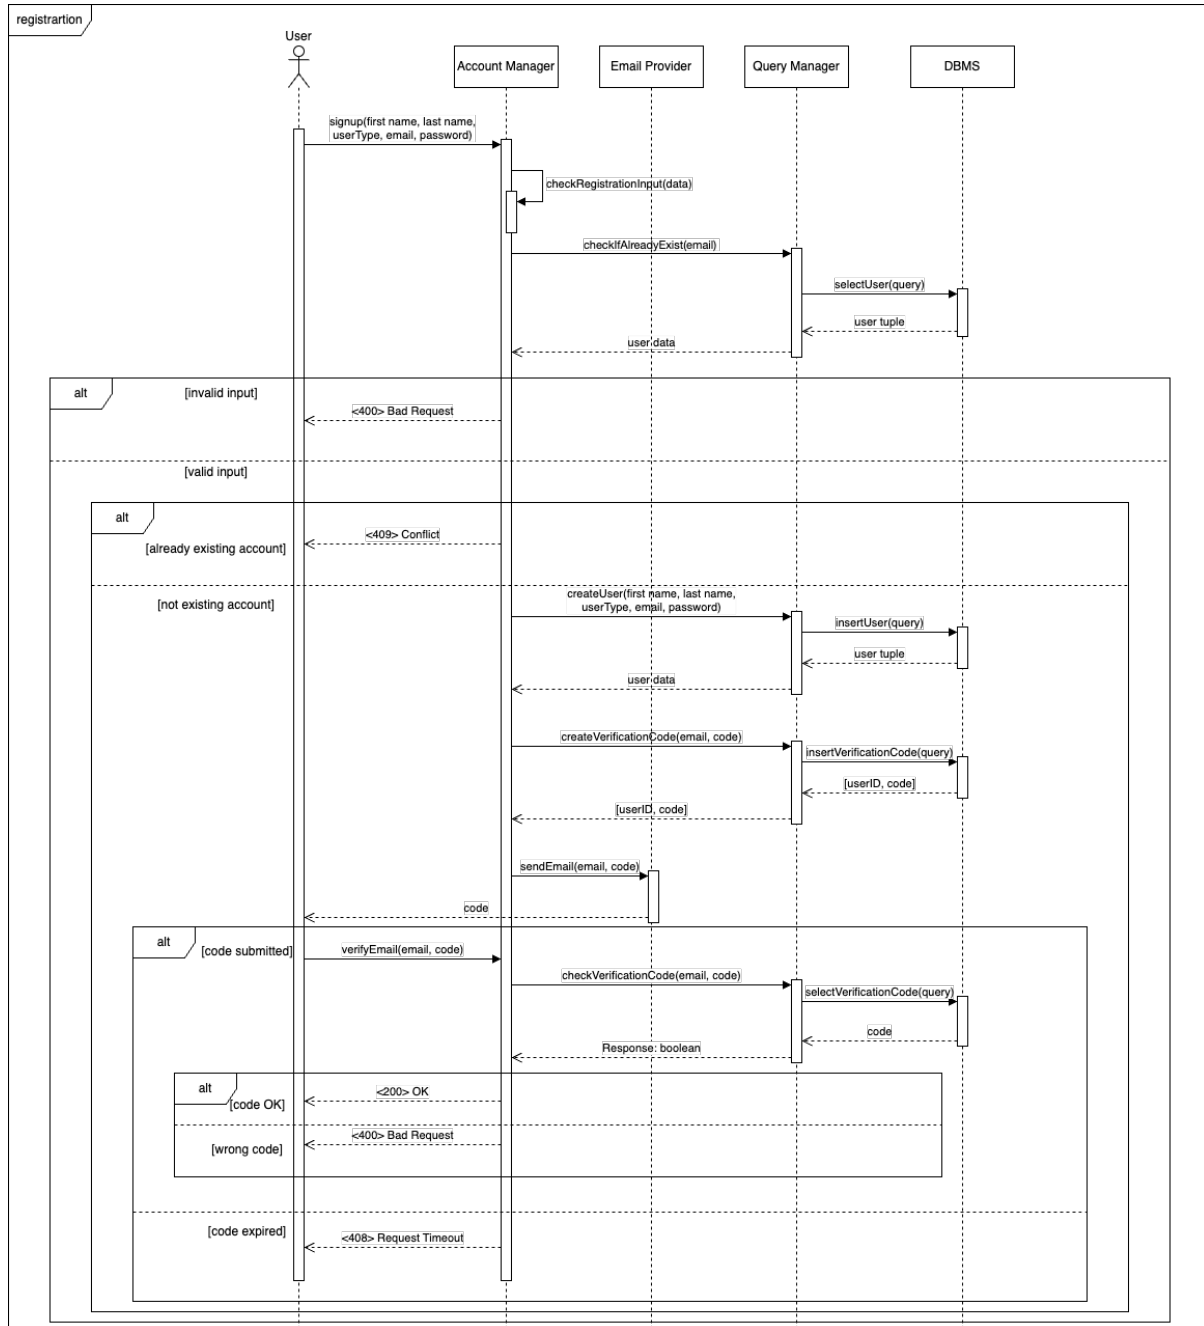 registrartion
User
Account Manager
Email Provider
Query Manager
DBMS
signup(first name, last name,
userType, email, password)
checkRegistrationInput(data)
checkIfAlreadyExist(email)
selectUser(query)
user tuple
user data
alt
[invalid input]
<400> Bad Request
[valid input]
alt
<409> Conflict
[already existing account]
[not existing account]
createUser(first name, last name,
userType, email, password)
insertUser(query)
user tuple
user data
createVerificationCode(email, code)
insertVerificationCode(query)
[userID, code]
[userID, code]
sendEmail(email, code)
code
alt
[code submitted]
verifyEmail(email, code)
checkVerificationCode(email, code)
selectVerificationCode(query)
code
Response: boolean
alt
<200> OK
[code OK]
<400> Bad Request
[wrong code]
[code expired]
<408> Request Timeout